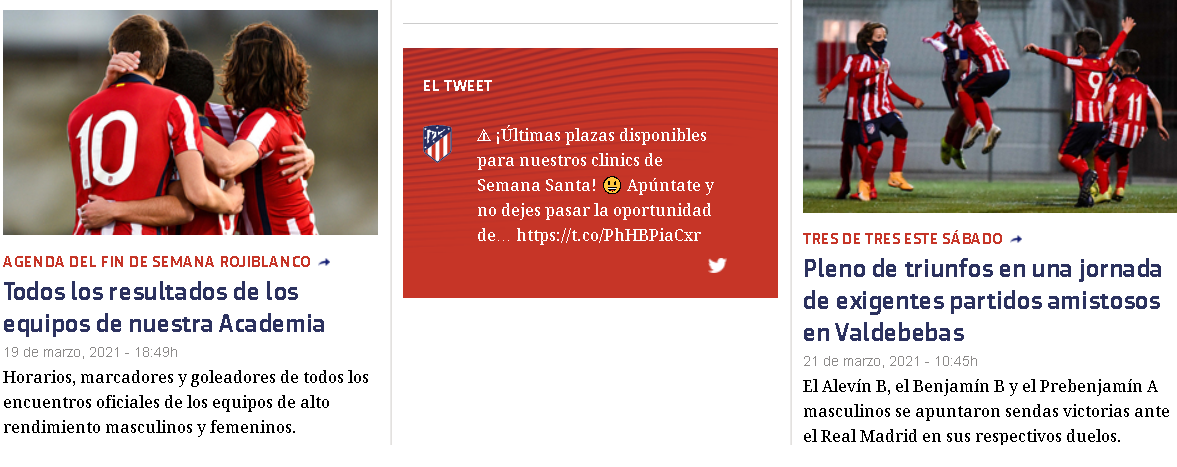 10
AGENDA DEL FIN DE SEMANA ROJIBLANCO
Todos los resultados de los
equipos de nuestra Academia
19 de marzo, 2021 - 18:49h
Horarios, marcadores y goleadores de todos los
encuentros oficiales de los equipos de alto
rendimiento masculinos y femeninos.
EL TWEET
⚠ ¡Últimas plazas disponibles
para nuestros clinics de
Semana Santa! 😃 Apúntate y
no dejes pasar la oportunidad
de… https://t.co/PhHBPiaCxr
9
11
TRES DE TRES ESTE SÁBADO
Pleno de triunfos en una jornada
de exigentes partidos amistosos
en Valdebebas
21 de marzo, 2021 - 10:45h
El Alevín B, el Benjamín B y el Prebenjamín A
masculinos se apuntaron sendas victorias ante
el Real Madrid en sus respectivos duelos.